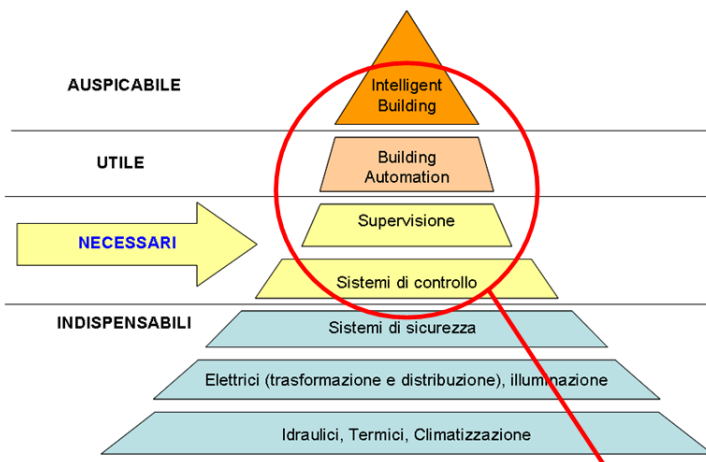 AUSPICABILE
Intelligent
Building
UTILE
Building
Automation
NECESSARI
Supervisione
Sistemi di controllo
INDISPENSABILI
Sistemi di sicurezza
Elettrici (trasformazione e distribuzione), illuminazione
Idraulici, Termici, Climatizzazione